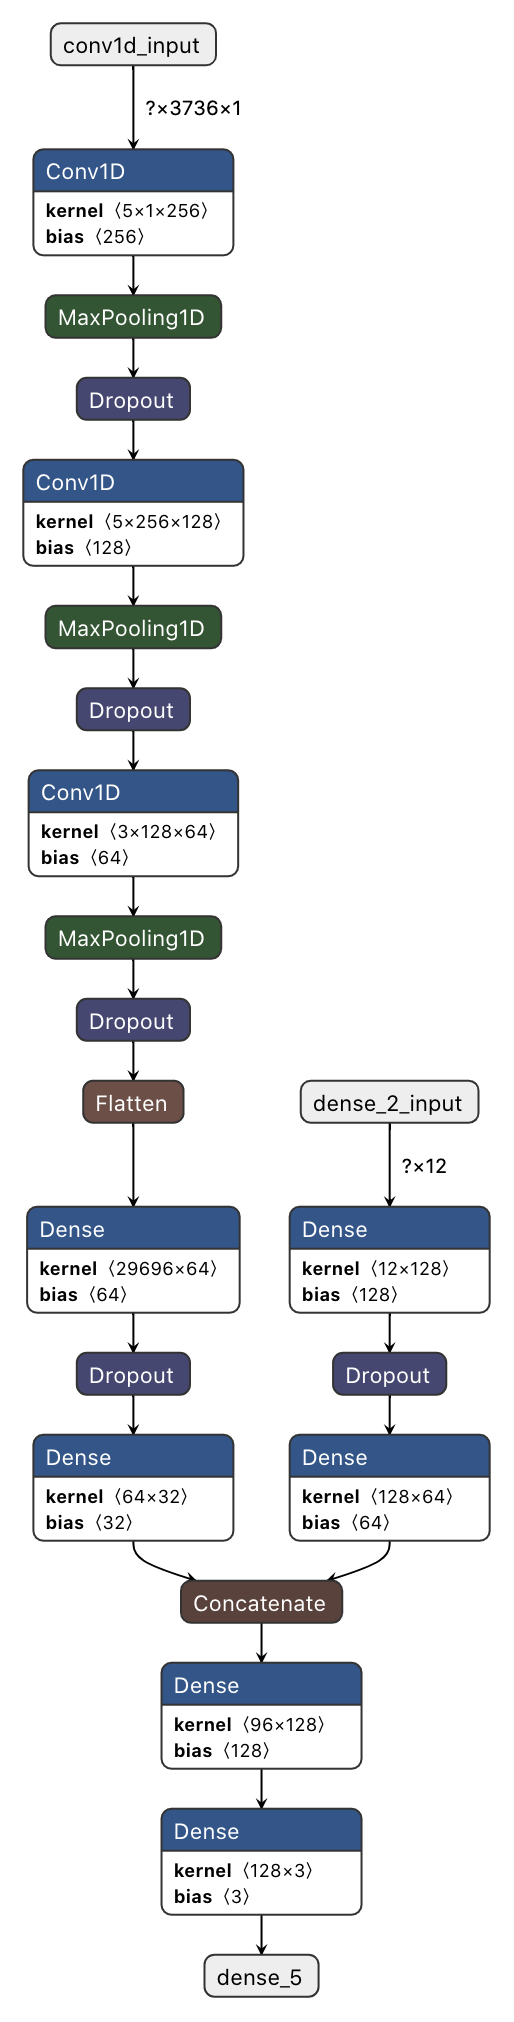 conv1d_input
?×3736×1
Conv1D
kernel ⟨5×1×256⟩
bias ⟨256⟩
MaxPooling1D
Dropout
Conv1D
kernel ⟨5×256×128⟩
bias ⟨128⟩
MaxPooling1D
Dropout
Conv1D
kernel ⟨3×128×64⟩
bias ⟨64⟩
MaxPooling1D
Dropout
Flatten
dense_2_input
?×12
Dense
kernel ⟨29696×64⟩
bias ⟨64⟩
Dense
kernel ⟨12×128⟩
bias ⟨128⟩
Dropout
Dropout
Dense
kernel ⟨64×32⟩
bias ⟨32⟩
Dense
kernel ⟨128×64⟩
bias ⟨64⟩
Concatenate
Dense
kernel ⟨96×128⟩
bias ⟨128⟩
Dense
kernel ⟨128×3⟩
bias ⟨3⟩
dense_5